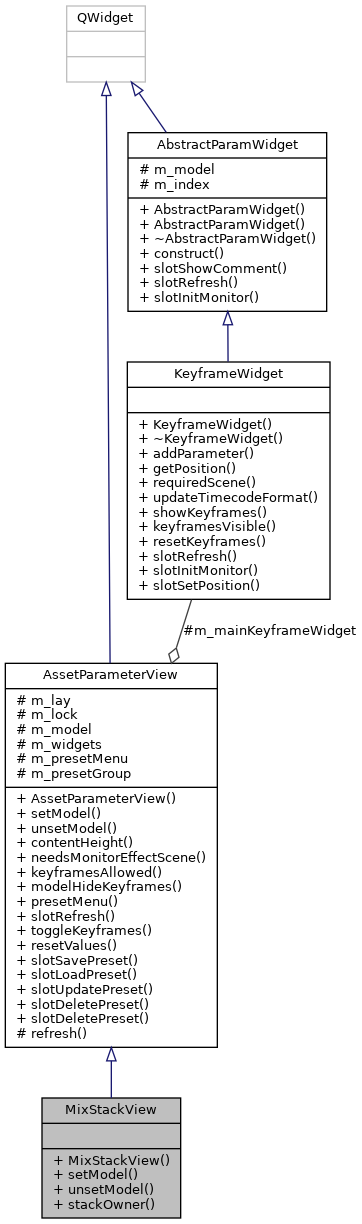 QWidget
AbstractParamWidget
# m_model
# m_index
+ AbstractParamWidget()
+ AbstractParamWidget()
+ ~AbstractParamWidget()
+ construct()
+ slotShowComment()
+ slotRefresh()
+ slotInitMonitor()
KeyframeWidget
+ KeyframeWidget()
+ ~KeyframeWidget()
+ addParameter()
+ getPosition()
+ requiredScene()
+ updateTimecodeFormat()
+ showKeyframes()
+ keyframesVisible()
+ resetKeyframes()
+ slotRefresh()
+ slotInitMonitor()
+ slotSetPosition()
#m_mainKeyframeWidget
AssetParameterView
# m_lay
# m_lock
# m_model
# m_widgets
# m_presetMenu
# m_presetGroup
+ AssetParameterView()
+ setModel()
+ unsetModel()
+ contentHeight()
+ needsMonitorEffectScene()
+ keyframesAllowed()
+ modelHideKeyframes()
+ presetMenu()
+ slotRefresh()
+ toggleKeyframes()
+ resetValues()
+ slotSavePreset()
+ slotLoadPreset()
+ slotUpdatePreset()
+ slotDeletePreset()
+ slotDeletePreset()
# refresh()
MixStackView
+ MixStackView()
+ setModel()
+ unsetModel()
+ stackOwner()